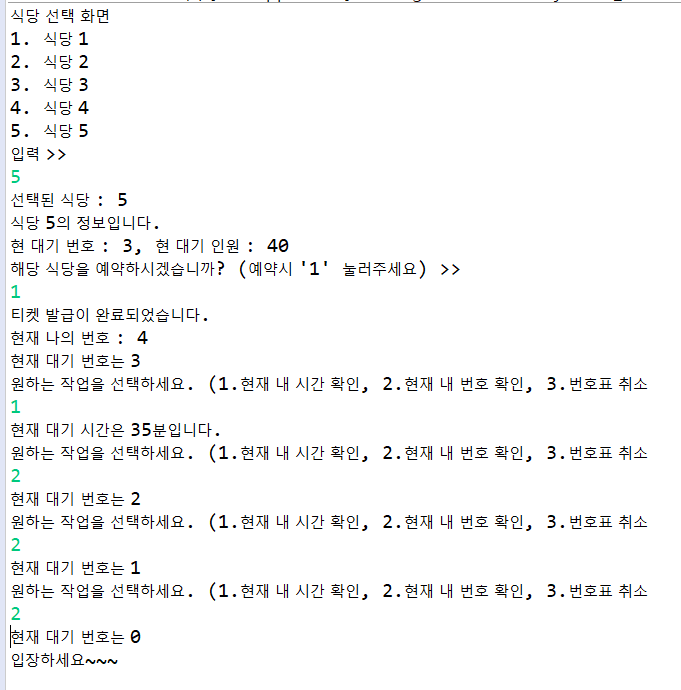 식당 선택 화면
1. 식당 1
2. 식당 2
3. 식당 3
4. 식당 4
5. 식당 5
입력 >>
5
선택된 식당 : 5
식당 5의 정보입니다.
현 대기 번호 : 3, 현 대기 인원 : 40
해당 식당을 예약하시겠습니까? (예약시 '1' 눌러주세요) >>
1
티켓 발급이 완료되었습니다.
현재 나의 번호 : 4
현재 대기 번호는 3
원하는 작업을 선택하세요. (1.현재 내 시간 확인, 2.현재 내 번호 확인, 3.번호표 취소
1
현재 대기 시간은 35분입니다.
원하는 작업을 선택하세요. (1.현재 내 시간 확인, 2.현재 내 번호 확인, 3.번호표 취소
2
현재 대기 번호는 2
원하는 작업을 선택하세요. (1.현재 내 시간 확인, 2.현재 내 번호 확인, 3.번호표 취소
2
현재 대기 번호는 1
원하는 작업을 선택하세요. (1.현재 내 시간 확인, 2.현재 내 번호 확인, 3.번호표 취소
2
현재 대기 번호는 0
입장하세요~~~